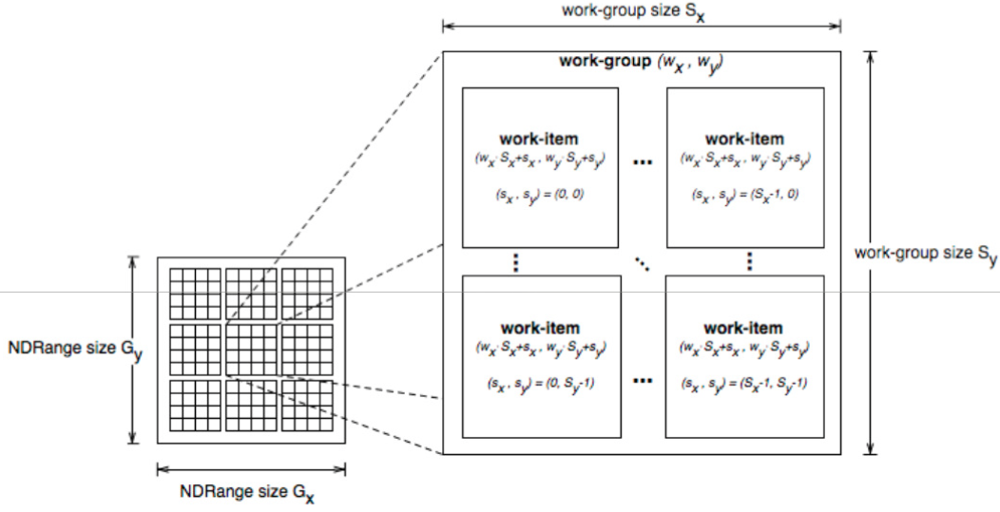 work-group size Sx
work-group (wx , wy)
work-item
(wx· Sx+sx , wy· Sy+sy)
(sx , sy) = (0, 0)
...
work-item
(wx· Sx+sx , wy· Sy+sy)
(sx , sy) = (Sx-1, 0)
work-group size Sy
work-item
(wx· Sx+sx , wy· Sy+sy)
(sx , sy) = (0, Sy-1)
...
work-item
(wx· Sx+sx , wy· Sy+sy)
(sx , sy) = (Sx-1, Sy-1)
NDRange size Gy
NDRange size Gx